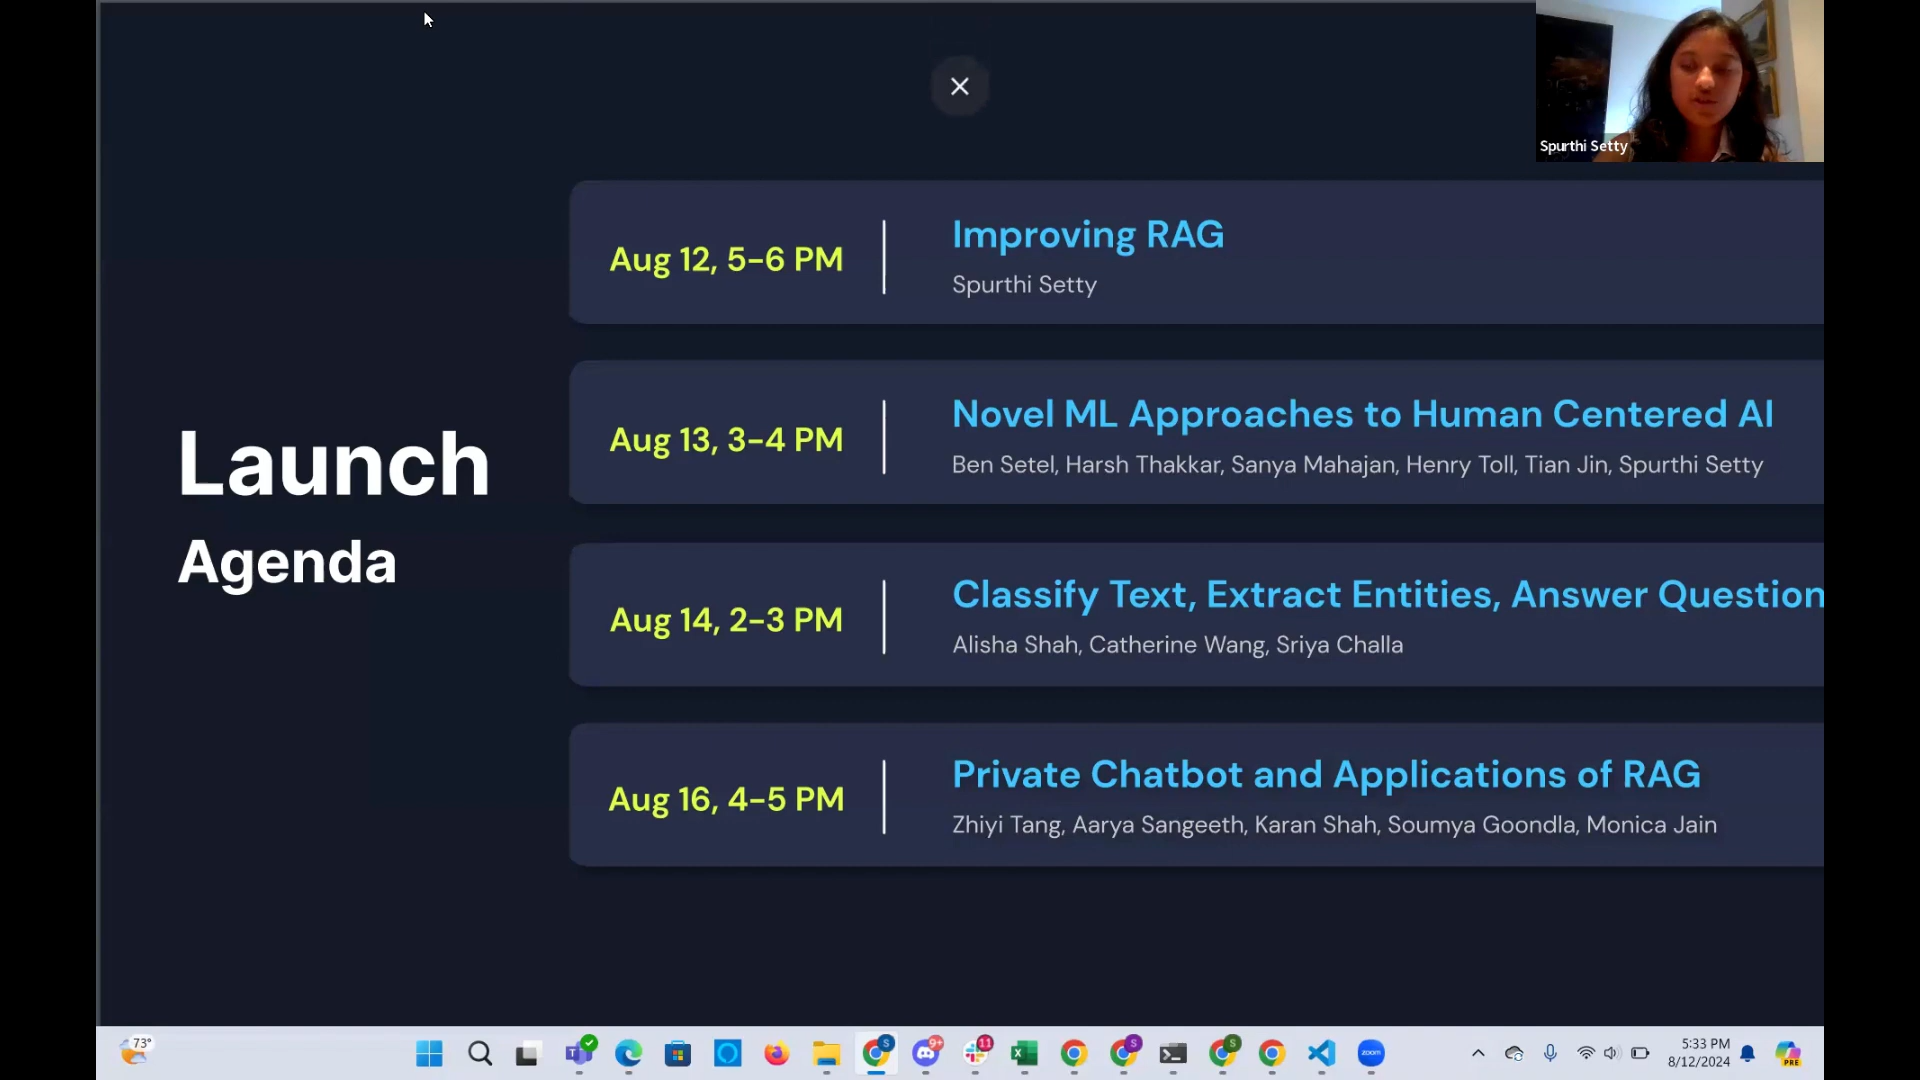 Spurthi Setty
Launch
Agenda
Aug 12, 5-6 PM
Improving RAG
Spurthi Setty
Aug 13, 3-4 PM
Novel ML Approaches to Human Centered AI
Ben Setel, Harsh Thakkar, Sanya Mahajan, Henry Toll, Tian Jin, Spurthi Setty
Aug 14, 2-3 PM
Classify Text, Extract Entities, Answer Question
Alisha Shah, Catherine Wang, Sriya Challa
Aug 16, 4-5 PM
Private Chatbot and Applications of RAG
Zhiyi Tang, Aarya Sangeeth, Karan Shah, Soumya Goondla, Monica Jain
73°
S
9+
11
S
S
zoom
5:33 PM
8/12/2024
PRE